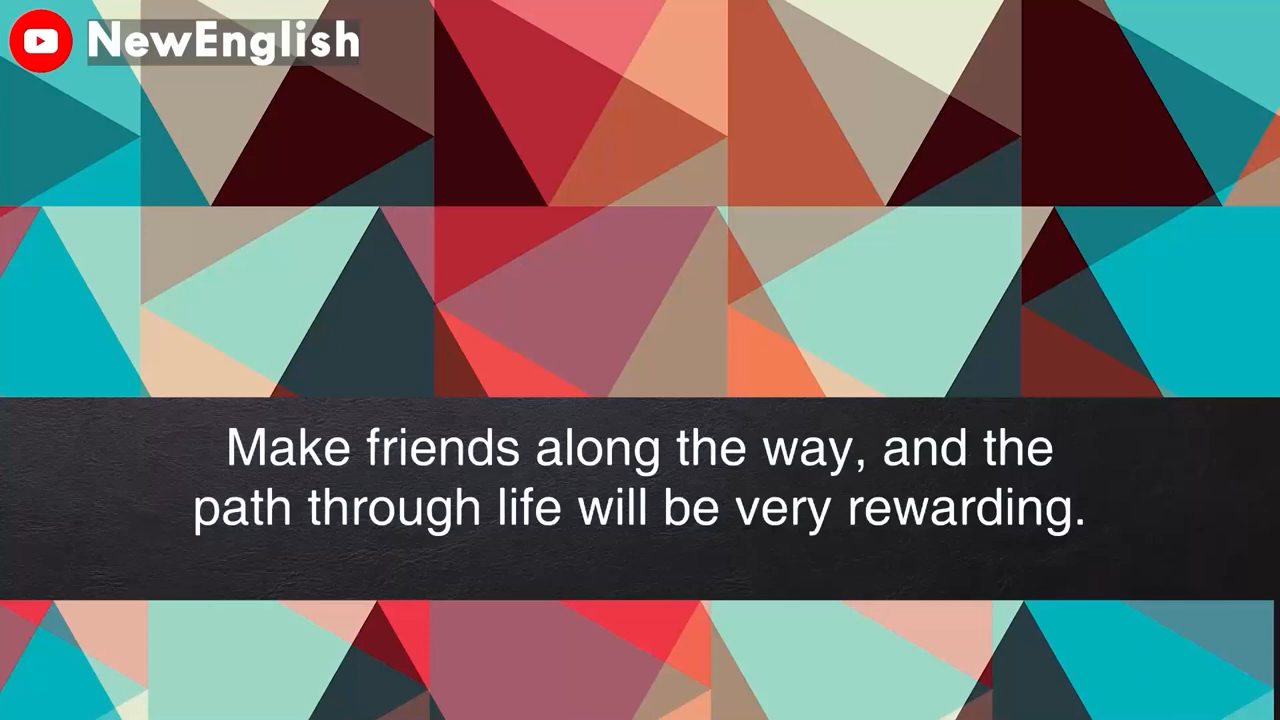 NewEnglish
Make friends along the way, and the
path through life will be very rewarding.